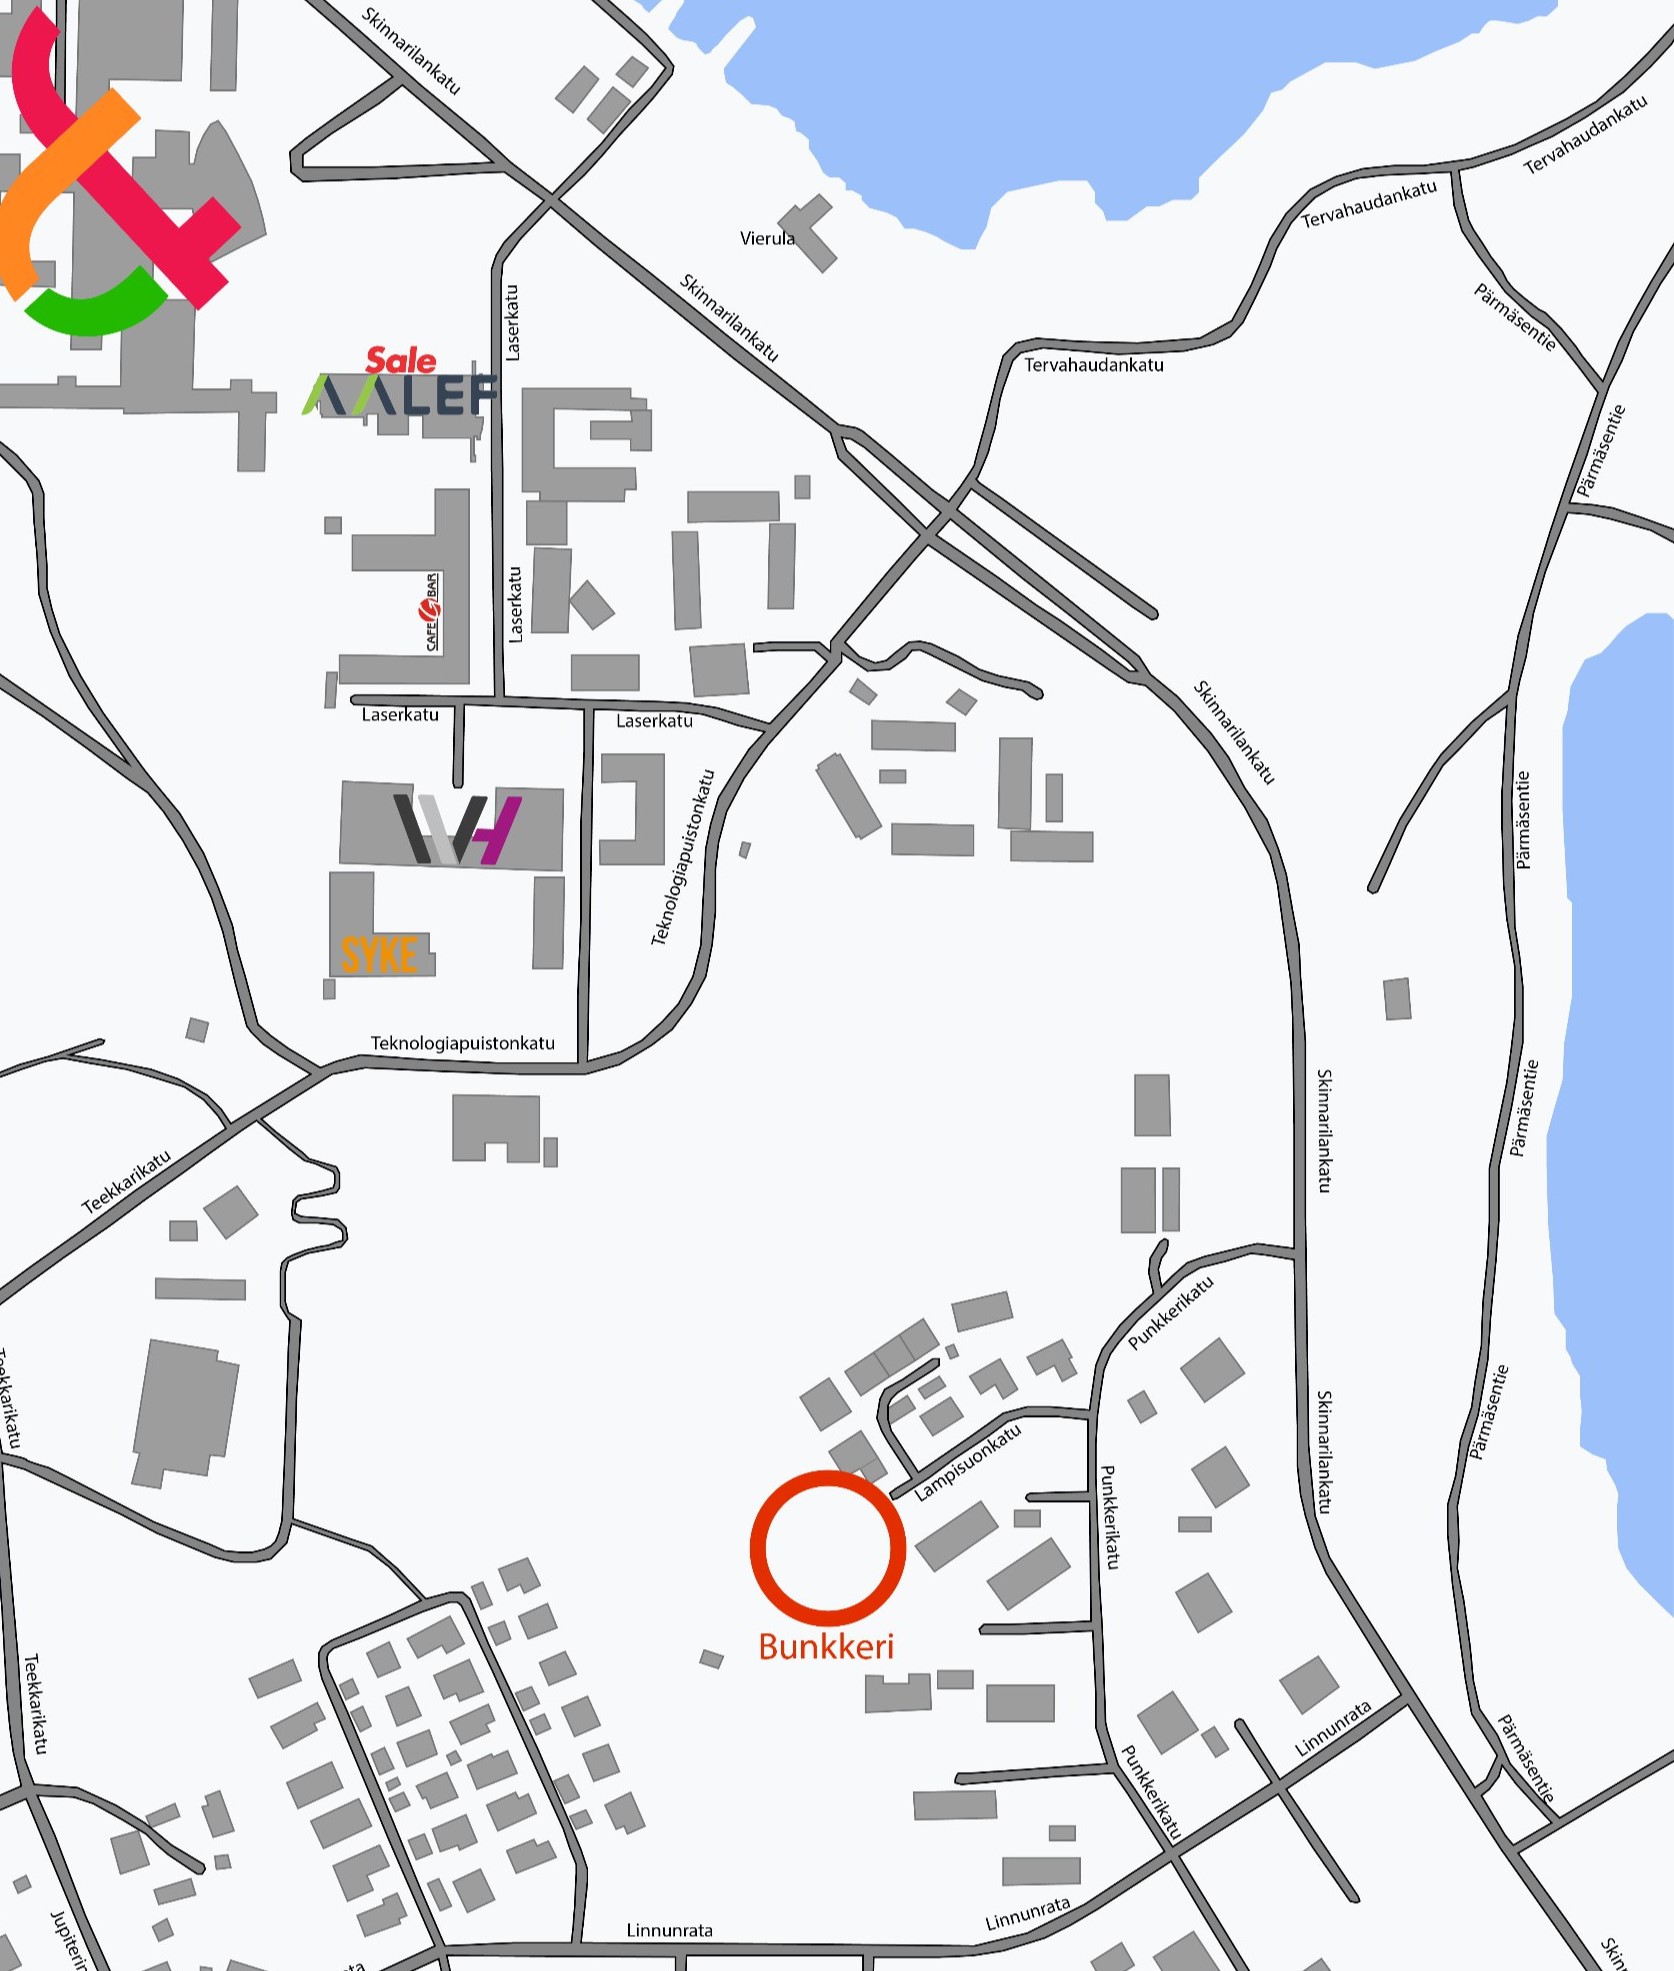 Skinnarilankatu
Tervahaudankatu
Tervahaudankatu
Vierula
Skinnarilankatu
Laserkatu
Pärmäsentie
Sale
Tervahaudankatu
AALEF
Pärmäsentie
CAFE BAR
Laserkatu
Skinnarilankatu
Laserkatu
Laserkatu
Teknologiapuistonkatu
Pärmäsentie
SYKE
Teknologiapuistonkatu
Skinnarilankatu
Pärmäsentie
Teekkarikatu
Punkkerikatu
Teekkarikatu
Skinnarilankatu
Pärmäsentie
Lampisuonkatu
Punkkerikatu
Bunkkeri
Teekkarikatu
Linnunrata
Pärmäsentie
Punkkerikatu
Linnunrata
Linnunrata